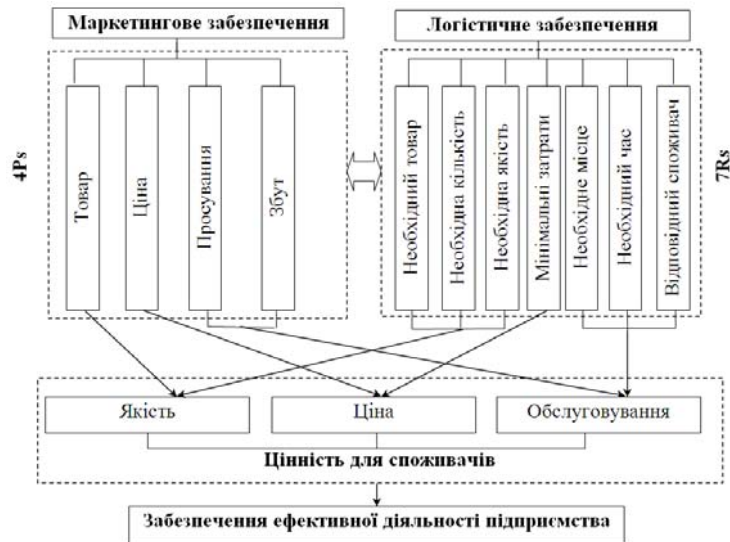 Маркетингове забезпечення
Логістичне забезпечення
4Ps
Товар
Ціна
Просування
Збут
Необхідний товар
Необхідна кількість
Необхідна якість
Мінімальні затрати
Необхідне місце
Необхідний час
Відповідний споживач
7Rs
Якість
Ціна
Обслуговування
Цінність для споживачів
Забезпечення ефективної діяльності підприємства